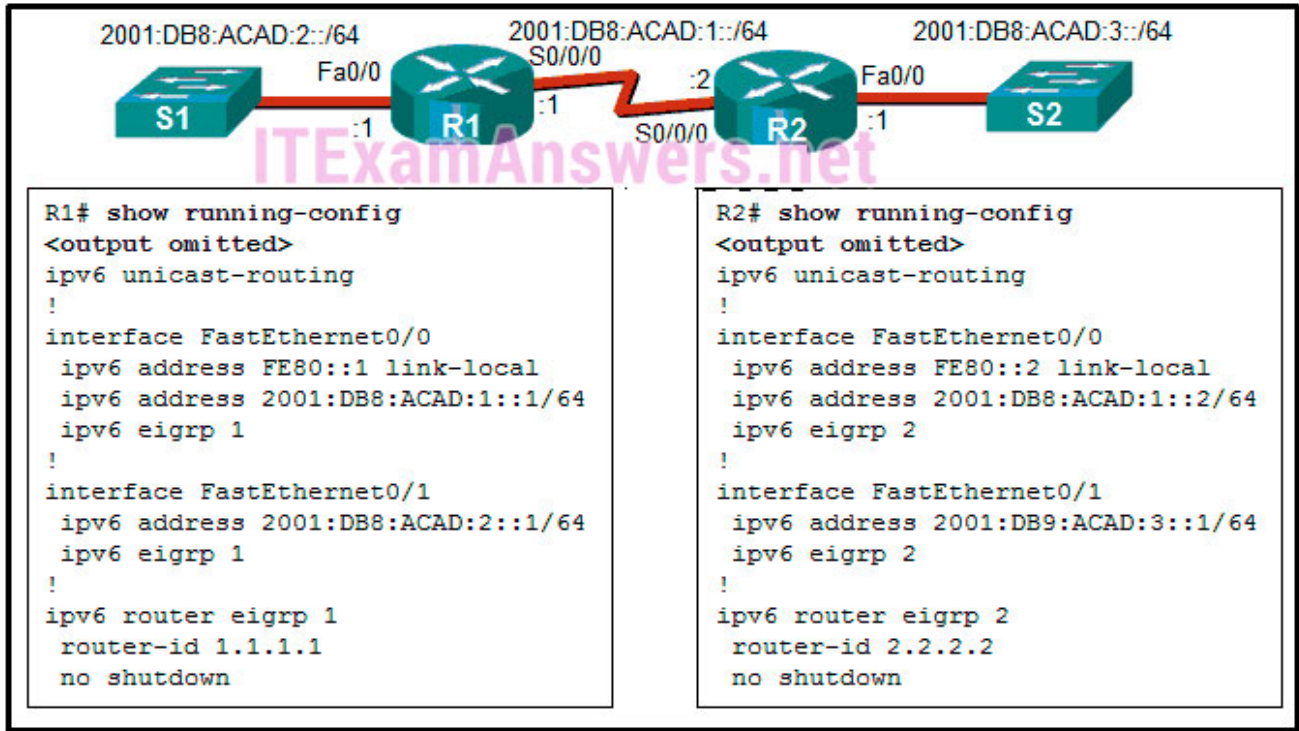 2001:DB8:ACAD:2::/64
2001:DB8:ACAD:1::/64
2001:DB8:ACAD:3::/64
Fa0/0
S0/0/0
:2
Fa0/0
S1
:1
R1
:1
S0/0/0
R2
:1
S2
ITExamAnswers.net
R1# show running-config
<output omitted>
ipv6 unicast-routing
!
interface FastEthernet0/0
ipv6 address FE80::1 link-local
ipv6 address 2001:DB8:ACAD:1::1/64
ipv6 eigrp 1
!
interface FastEthernet0/1
ipv6 address 2001:DB8:ACAD:2::1/64
ipv6 eigrp 1
!
ipv6 router eigrp 1
router-id 1.1.1.1
no shutdown
R2# show running-config
<output omitted>
ipv6 unicast-routing
!
interface FastEthernet0/0
ipv6 address FE80::2 link-local
ipv6 address 2001:DB8:ACAD:1::2/64
ipv6 eigrp 2
!
interface FastEthernet0/1
ipv6 address 2001:DB9:ACAD:3::1/64
ipv6 eigrp 2
!
ipv6 router eigrp 2
router-id 2.2.2.2
no shutdown